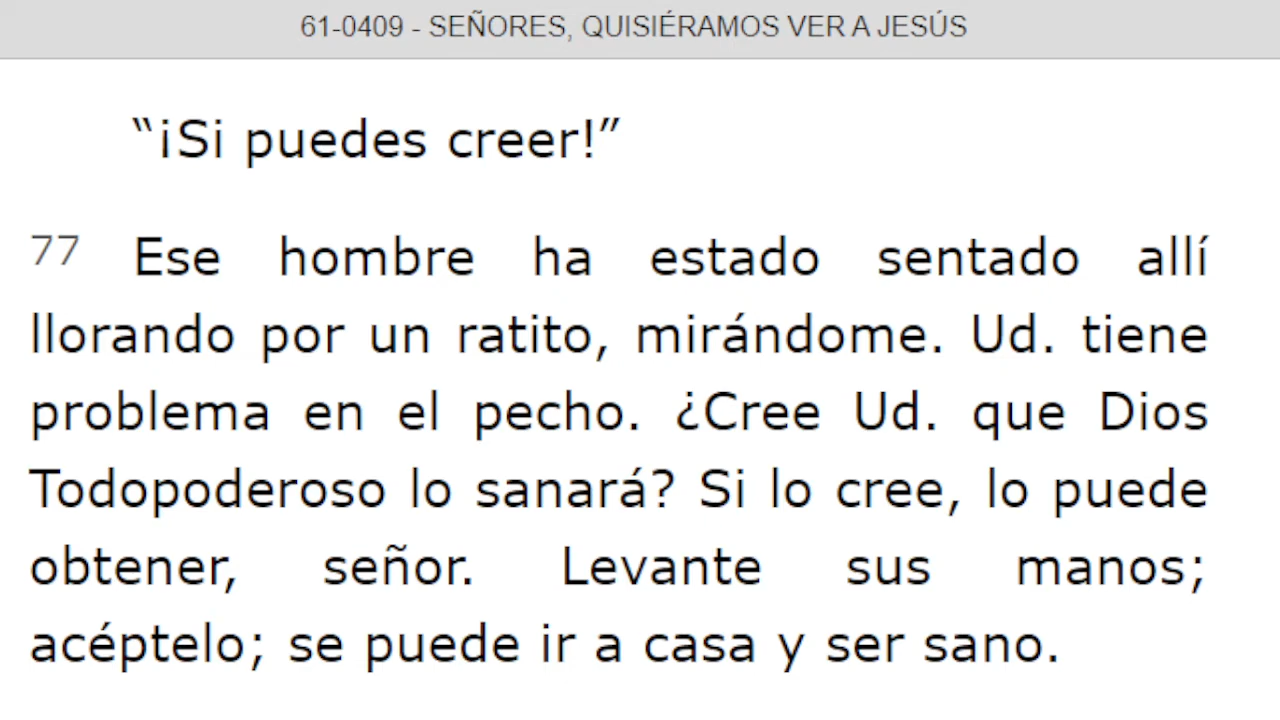 61-0409 - SEÑORES, QUISIÉRAMOS VER A JESÚS
“¡Si puedes creer!”
77 Ese hombre ha estado sentado allí
llorando por un ratito, mirándome. Ud. tiene
problema en el pecho. ¿Cree Ud. que Dios
Todopoderoso lo sanará? Si lo cree, lo puede
obtener, señor. Levante sus manos;
acéptelo; se puede ir a casa y ser sano.